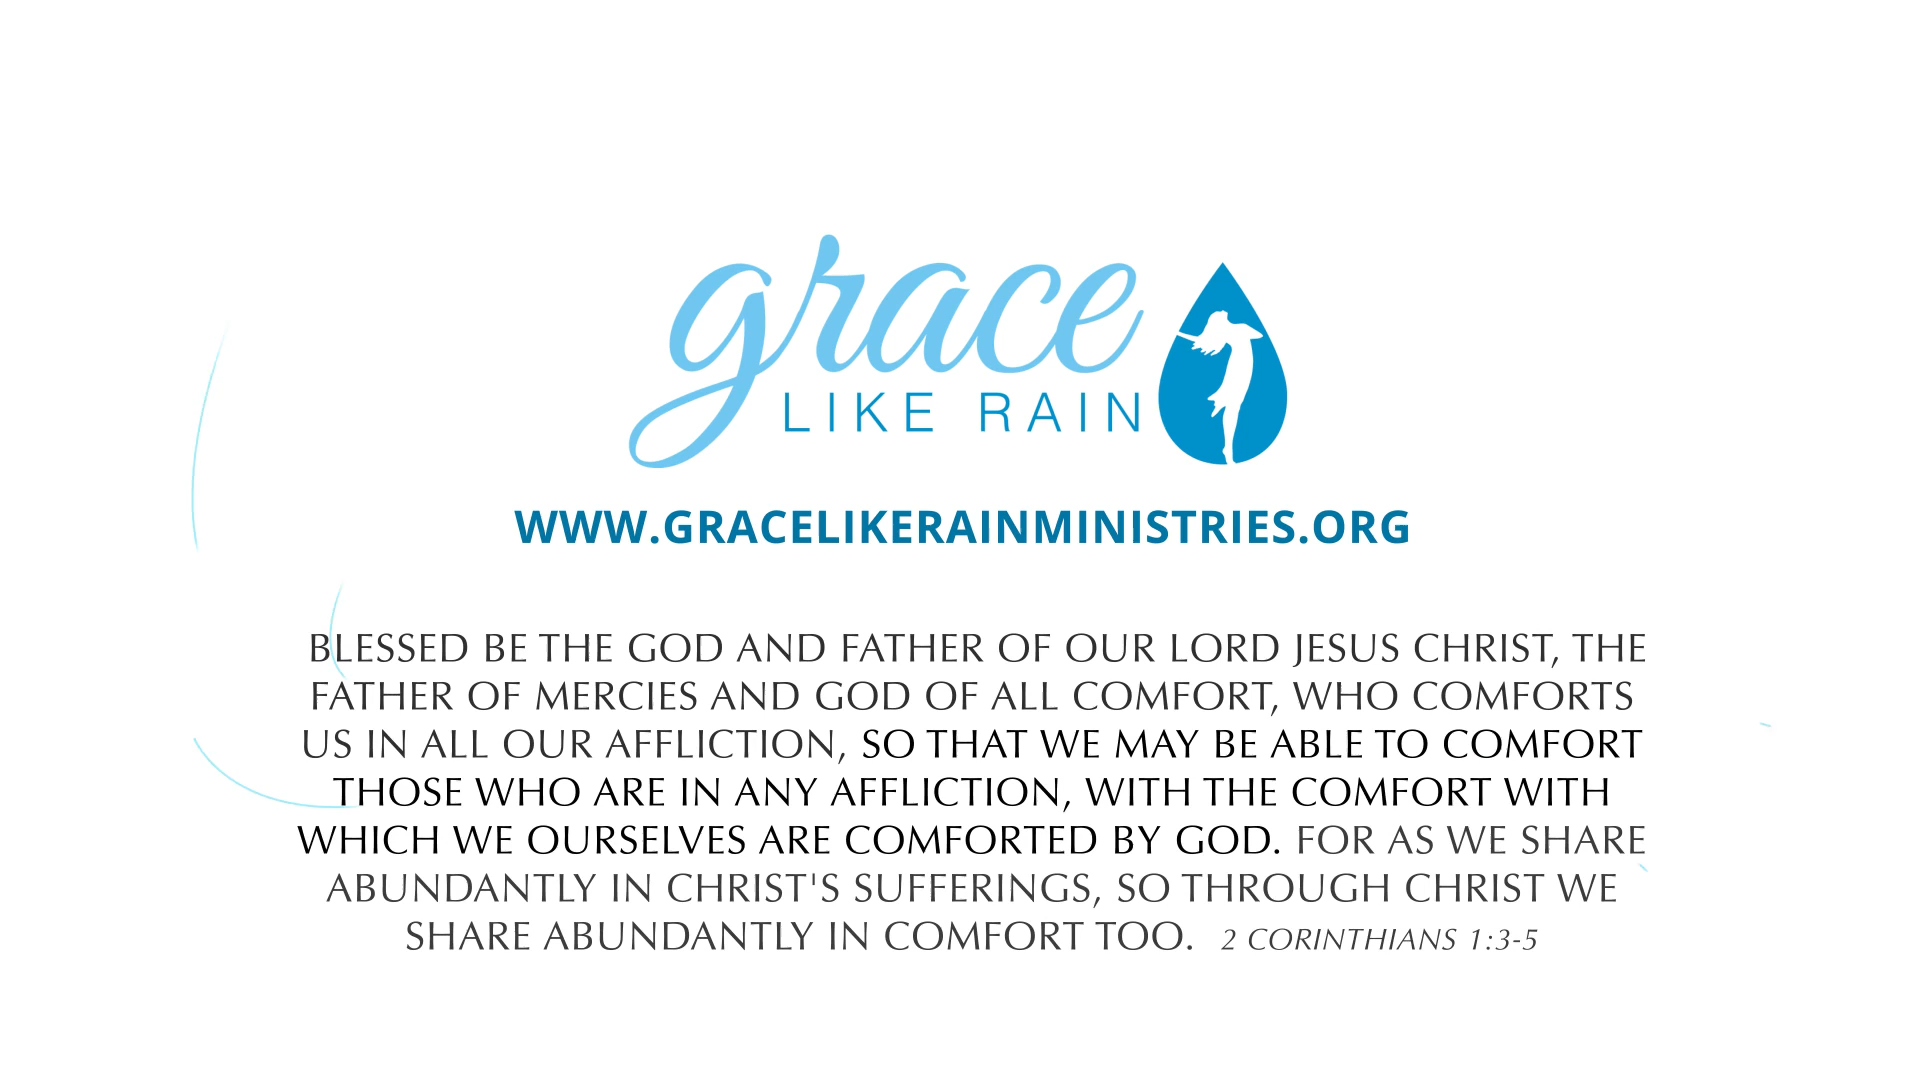 grace
LIKE RAIN
WWW.GRACELIKERAINMINISTRIES.ORG
BLESSED BE THE GOD AND FATHER OF OUR LORD JESUS CHRIST, THE
FATHER OF MERCIES AND GOD OF ALL COMFORT, WHO COMFORTS
US IN ALL OUR AFFLICTION, SO THAT WE MAY BE ABLE TO COMFORT
THOSE WHO ARE IN ANY AFFLICTION, WITH THE COMFORT WITH
WHICH WE OURSELVES ARE COMFORTED BY GOD. FOR AS WE SHARE
ABUNDANTLY IN CHRIST'S SUFFERINGS, SO THROUGH CHRIST WE
SHARE ABUNDANTLY IN COMFORT TOO. 2 CORINTHIANS 1:3-5